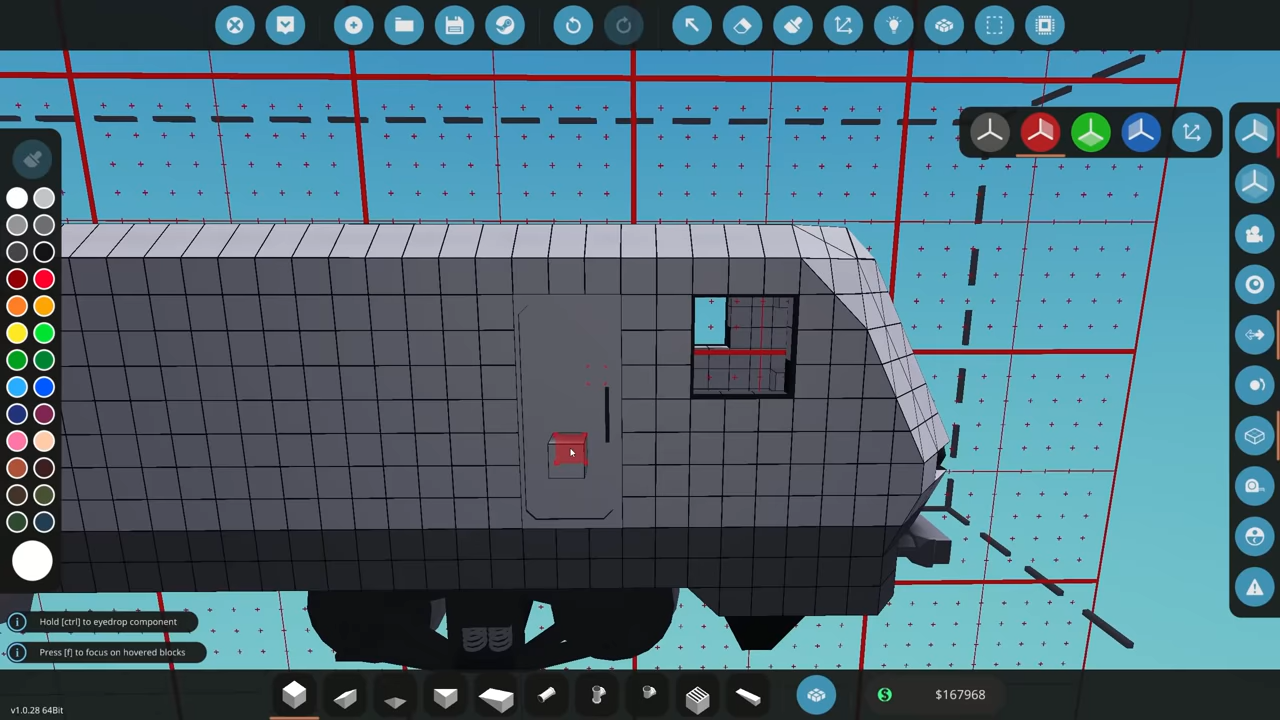 Hold [ctrl] to eyedrop component
Press [f] to focus on hovered blocks
$ $167968
v1.0.28 64Bit